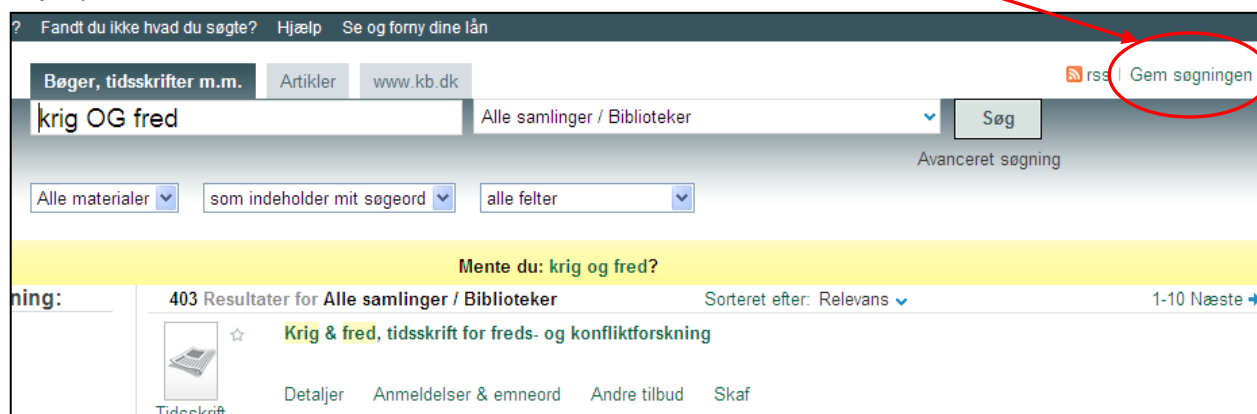 ? Fandt du ikke hvad du søgte? Hjælp Se og forny dine lån
Bøger, tidsskrifter m.m. Artikler www.kb.dk rss | Gem søgningen
krig OG fred Alle samlinger / Biblioteker Søg
Avanceret søgning
Alle materialer som indeholder mit søgeord alle felter
Mente du: krig og fred?
ning: 403 Resultater for Alle samlinger / Biblioteker Sorteret efter: Relevans 1-10 Næste
Krig & fred, tidsskrift for freds- og konfliktforskning
Detaljer Anmeldelser & emneord Andre tilbud Skaf
Tidsskrift